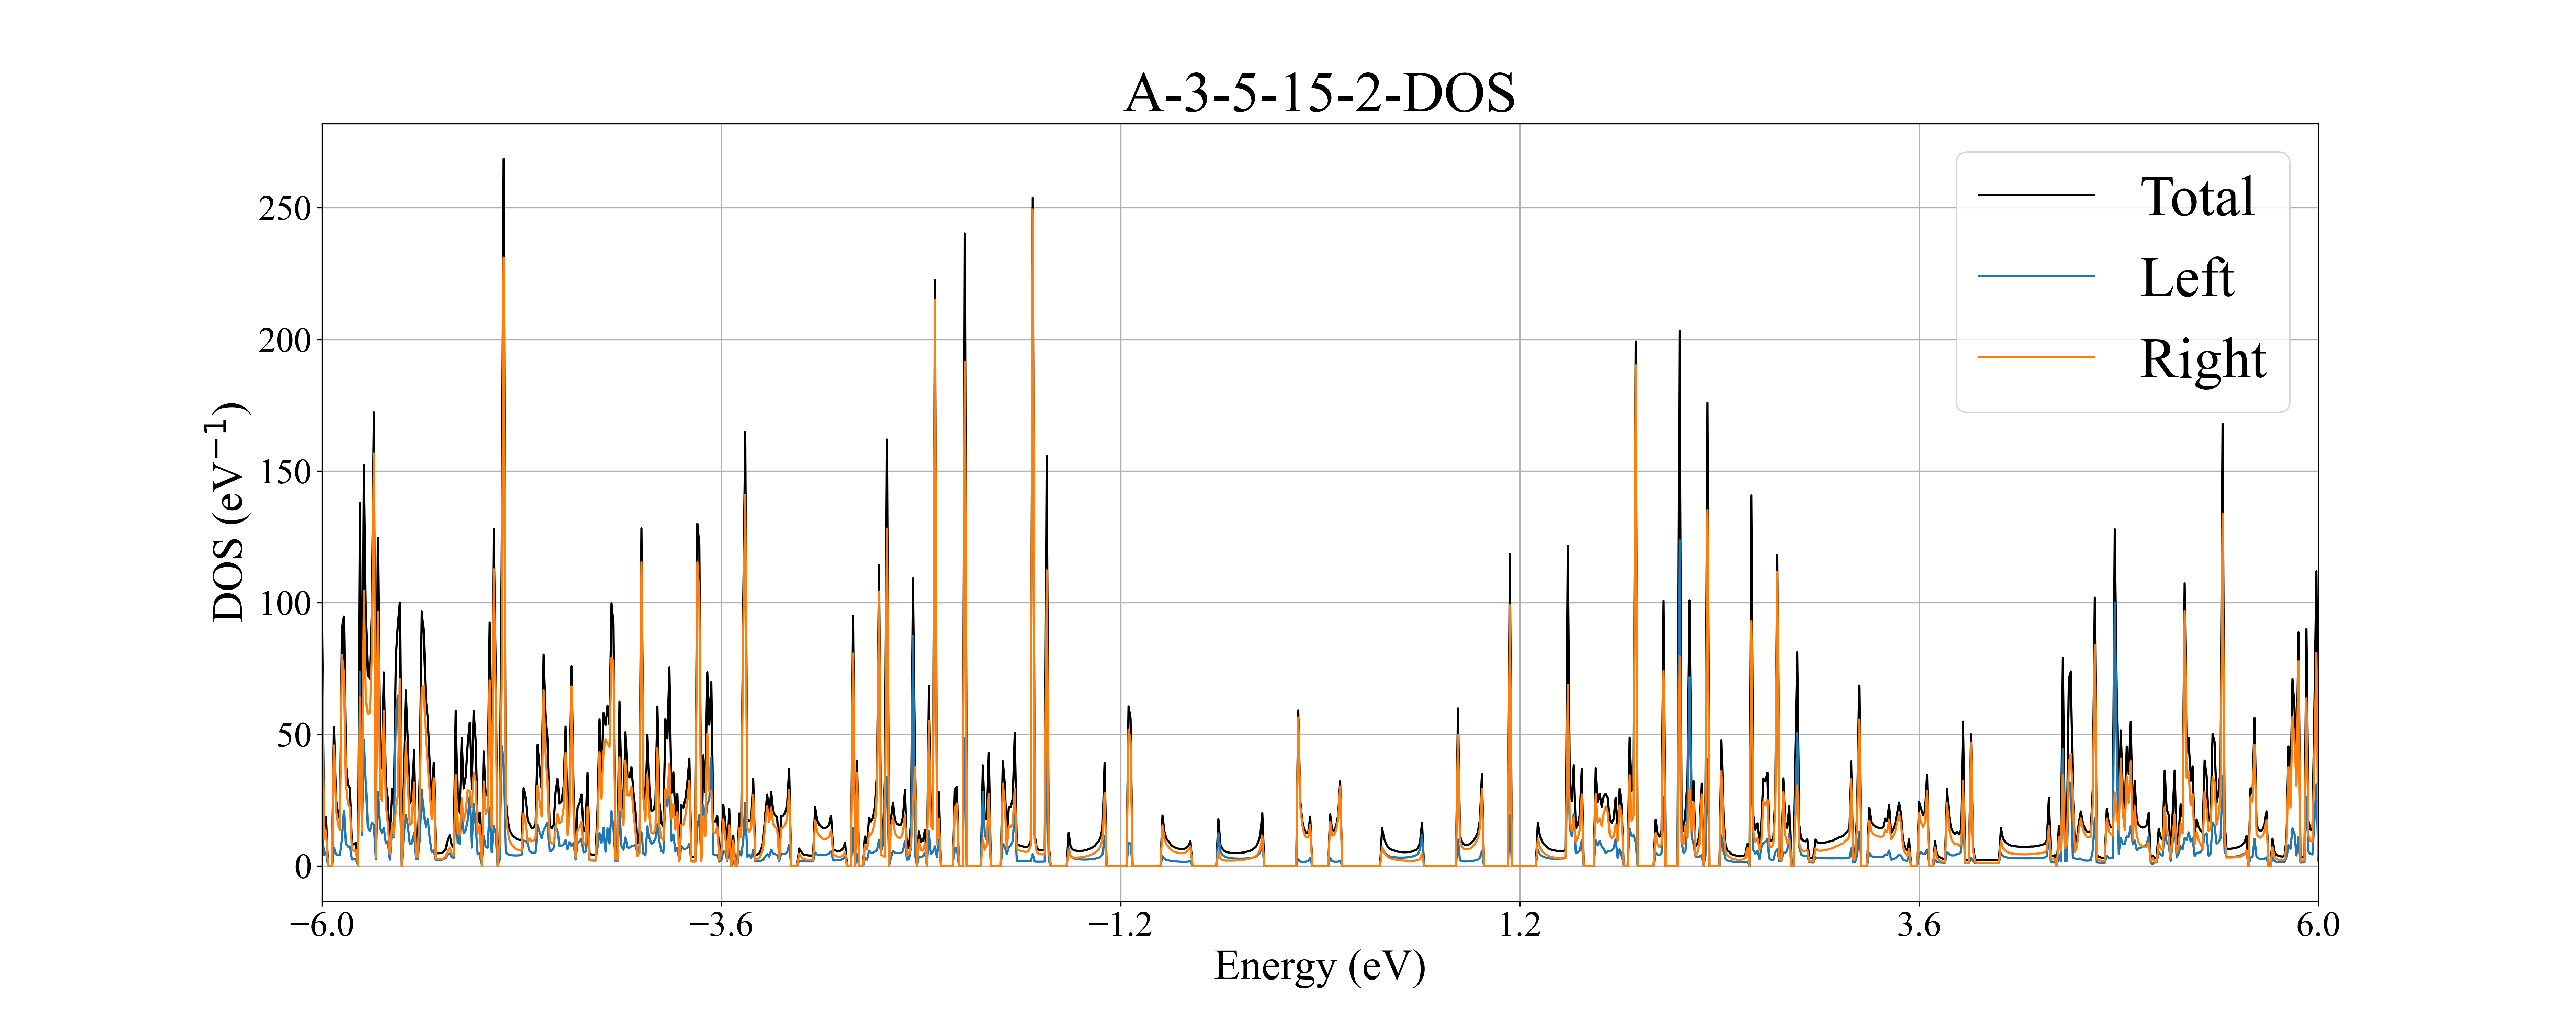 A-3-5-15-2-DOS
Total
Left
Right
DOS (eV⁻¹)
250
200
150
100
50
0
−6.0
−3.6
−1.2
1.2
3.6
6.0
Energy (eV)